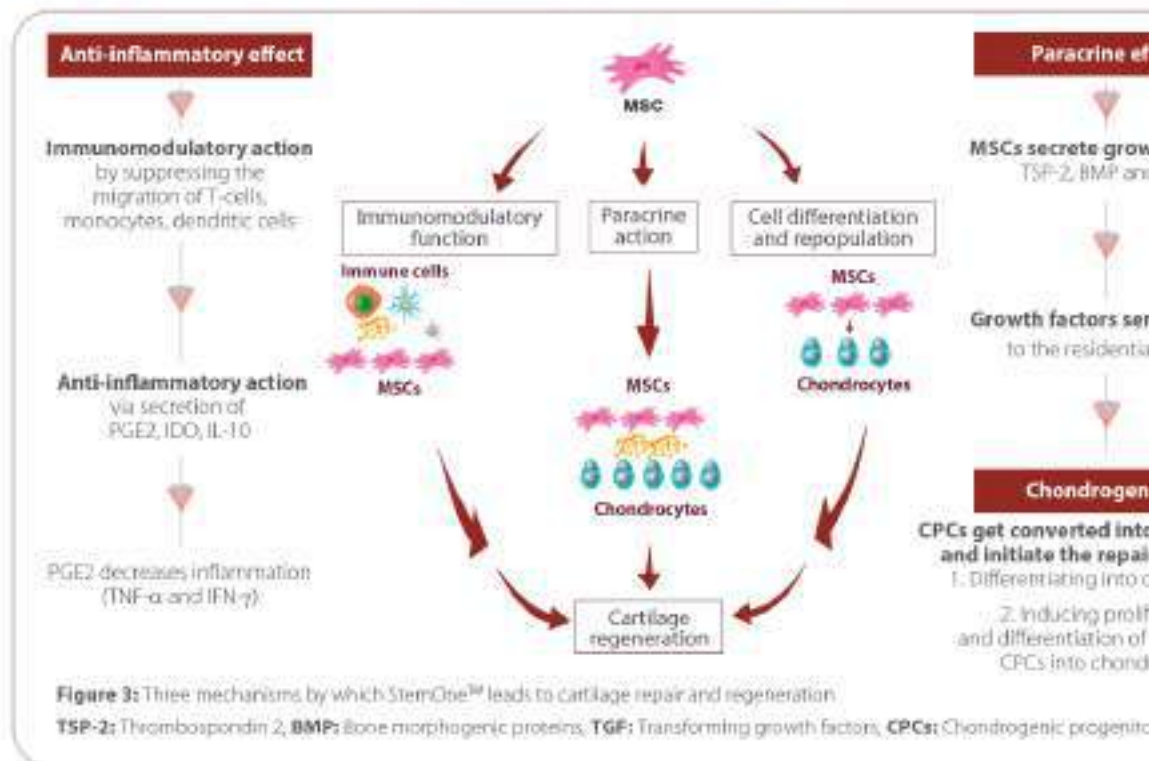 Anti-inflammatory effect
Immunomodulatory action
by suppressing the
migration of T-cells,
monocytes, dendritic cells
Anti-inflammatory action
via secretion of
PGE2, IDO, IL-10
PGE2 decreases inflammation
(TNF-α and IFN-γ)
MSC
Immunomodulatory
function
Paracrine
action
Cell differentiation
and repopulation
Immune cells
MSCs
MSCs
Chondrocytes
MSCs
Chondrocytes
Cartilage
regeneration
Paracrine ef
MSCs secrete grow
TSP-2, BMP and
Growth factors ser
to the residentia
Chondrogen
CPCs get converted into
and initiate the repair
1. Differentiating into c
2. Inducing prolif
and differentiation of
CPCs into chond
Figure 3: Three mechanisms by which StemOne™ leads to cartilage repair and regeneration
TSP-2: Thrombospondin 2, BMP: Bone morphogenic proteins, TGF: Transforming growth factors, CPCs: Chondrogenic progenito